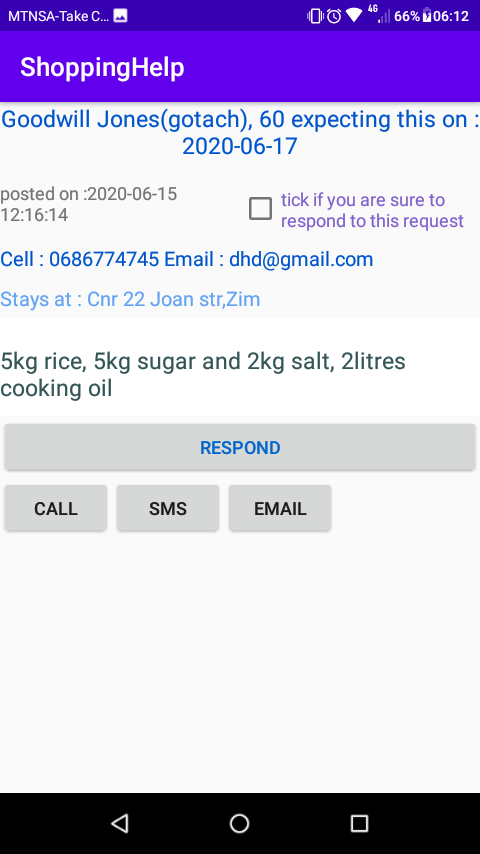 MTNSA-Take C... 4G 66% 06:12
ShoppingHelp
Goodwill Jones(gotach), 60 expecting this on :
2020-06-17
posted on :2020-06-15
12:16:14
tick if you are sure to
respond to this request
Cell : 0686774745 Email : dhd@gmail.com
Stays at : Cnr 22 Joan str,Zim
5kg rice, 5kg sugar and 2kg salt, 2litres
cooking oil
RESPOND
CALL SMS EMAIL